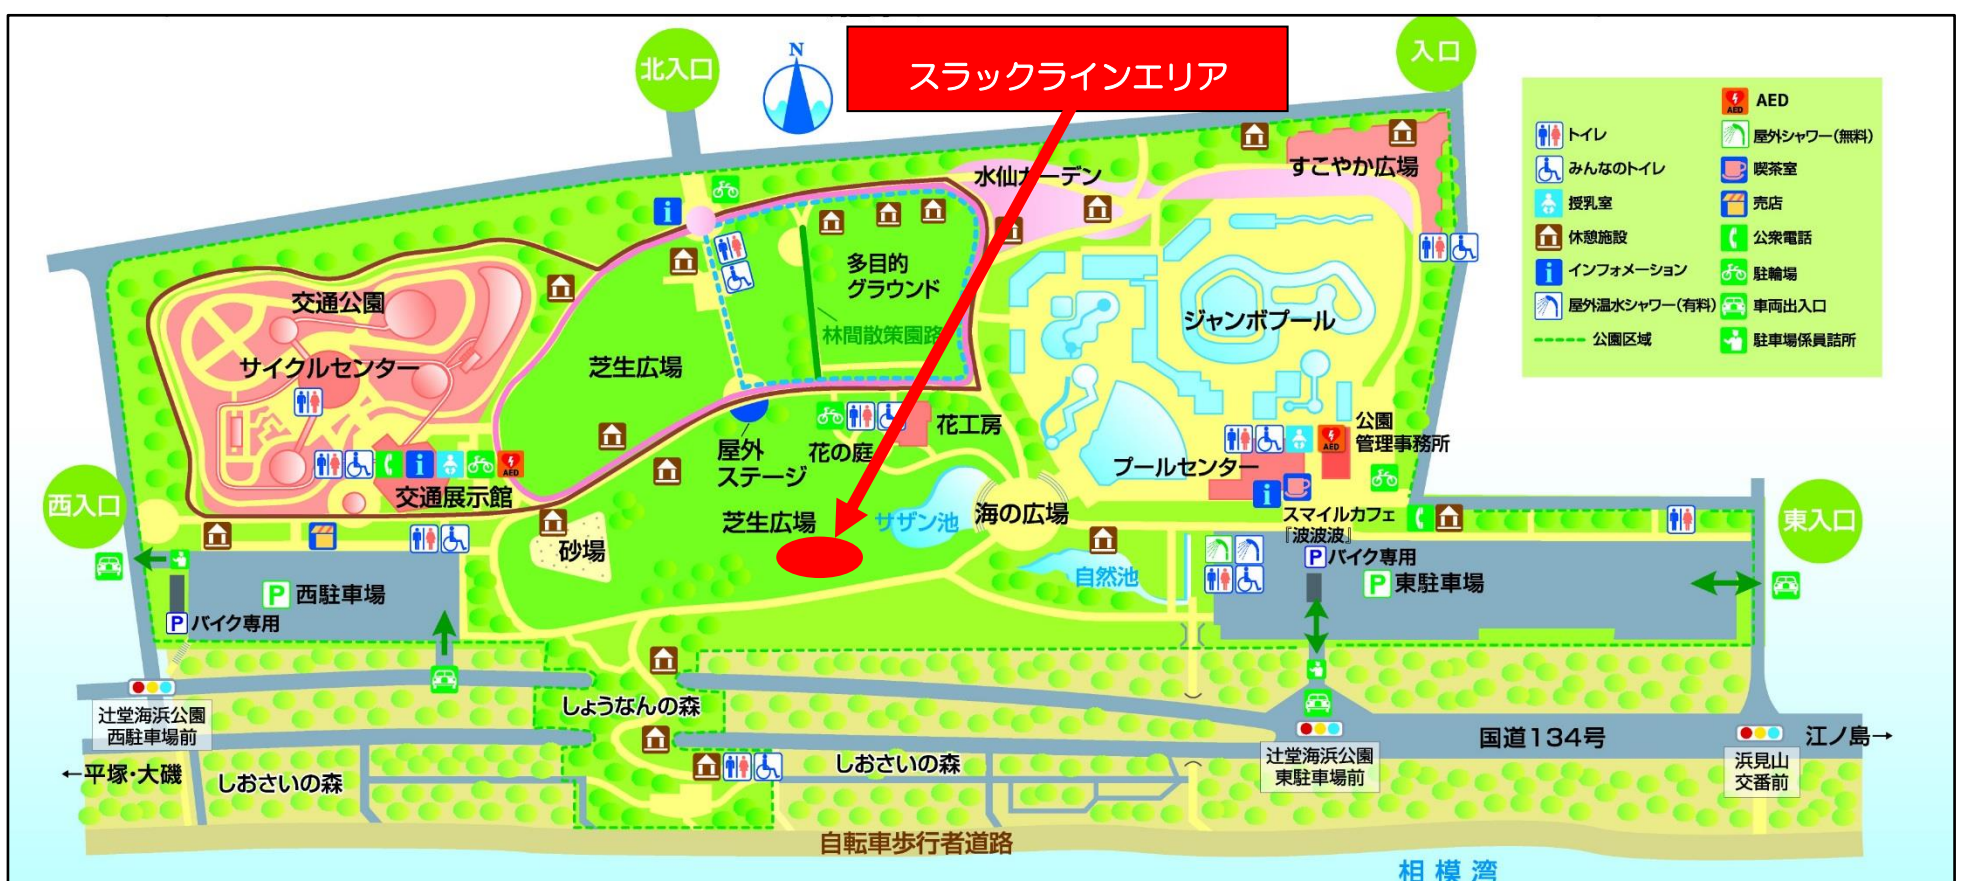 北入口
N
スラックラインエリア
入口
AED
AED
トイレ
屋外シャワー(無料)
みんなのトイレ
喫茶室
授乳室
売店
休憩施設
公衆電話
i
インフォメーション
駐輪場
屋外温水シャワー(有料)
車両出入口
公園区域
駐車場係員詰所
すこやか広場
水仙ガーデン
i
多目的
グラウンド
林間散策園路
交通公園
サイクルセンター
芝生広場
ジャンボプール
公園
管理事務所
AED
プールセンター
i
スマイルカフェ
『波波波』
花工房
花の庭
屋外
ステージ
芝生広場
サザン池
海の広場
自然池
i
AED
交通展示館
砂場
西入口
東入口
P 西駐車場
P バイク専用
P バイク専用
P 東駐車場
しょうなんの森
辻堂海浜公園
西駐車場前
←平塚・大磯
しおさいの森
しおさいの森
辻堂海浜公園
東駐車場前
国道134号
浜見山
交番前
江ノ島→
自転車歩行者道路
相模湾